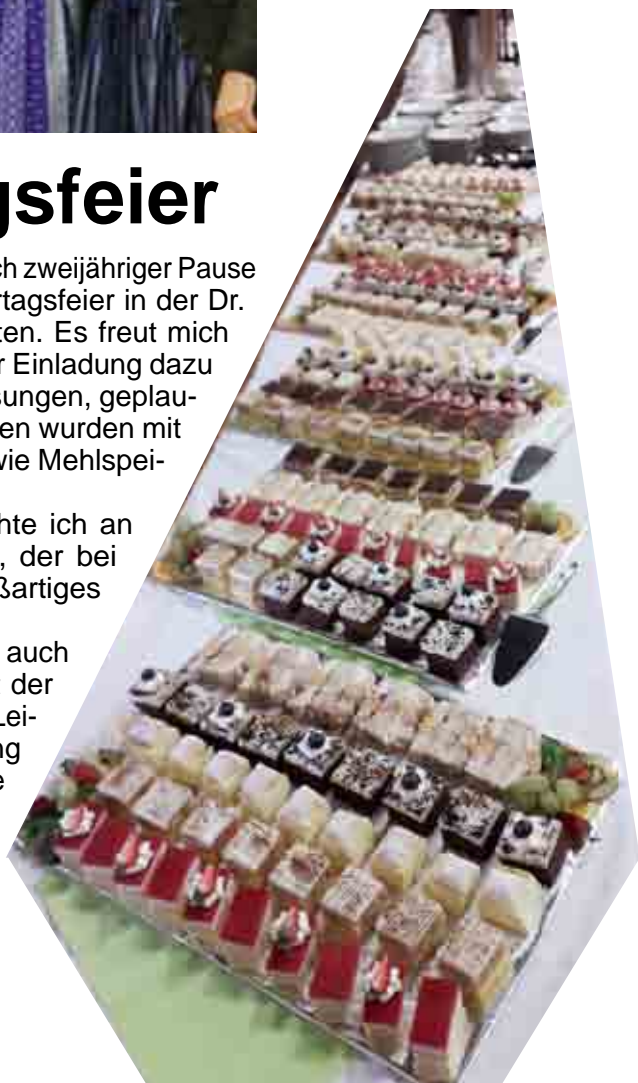 gsfeier
ch zweijähriger Pause
rtagsfeier in der Dr.
ten. Es freut mich
r Einladung dazu
sungen, geplau-
en wurden mit
wie Mehlspei-
hte ich an
, der bei
ßartiges
auch
der
Lei-
ng
e